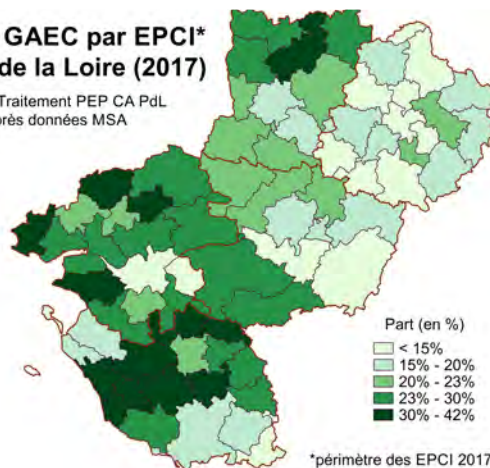 GAEC par EPCI*
de la Loire (2017)
Traitement PEP CA PdL
près données MSA
Part (en %)
< 15%
15% - 20%
20% - 23%
23% - 30%
30% - 42%
*périmètre des EPCI 2017